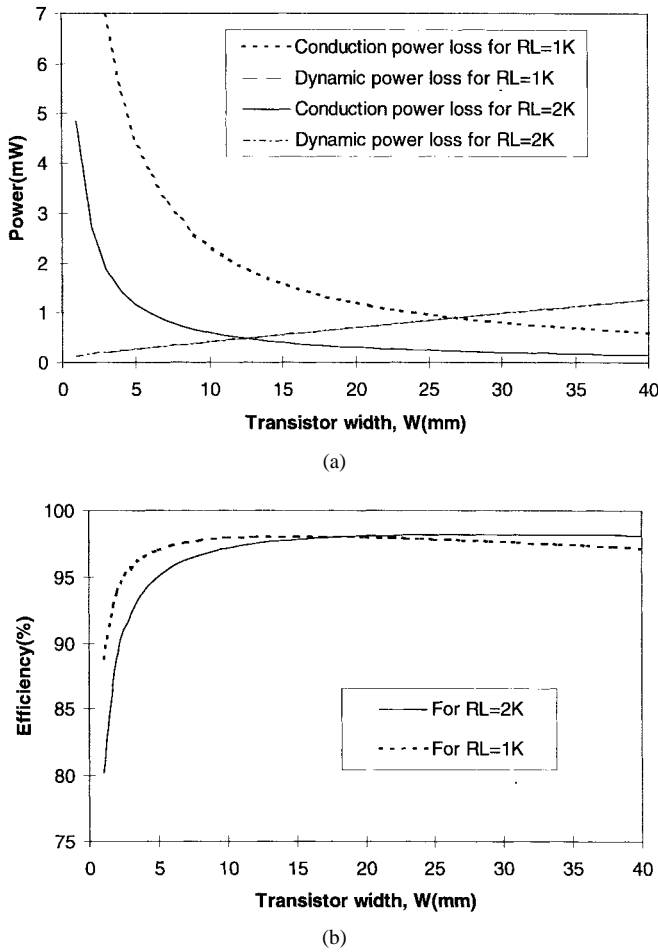 7
6
5
4
3
2
1
0
Power(mW)
Conduction power loss for RL=1K
Dynamic power loss for RL=1K
Conduction power loss for RL=2K
Dynamic power loss for RL=2K
0 5 10 15 20 25 30 35 40
Transistor width, W(mm)
(a)
100
95
90
85
80
75
Efficiency(%)
For RL=2K
For RL=1K
0 5 10 15 20 25 30 35 40
Transistor width, W(mm)
(b)